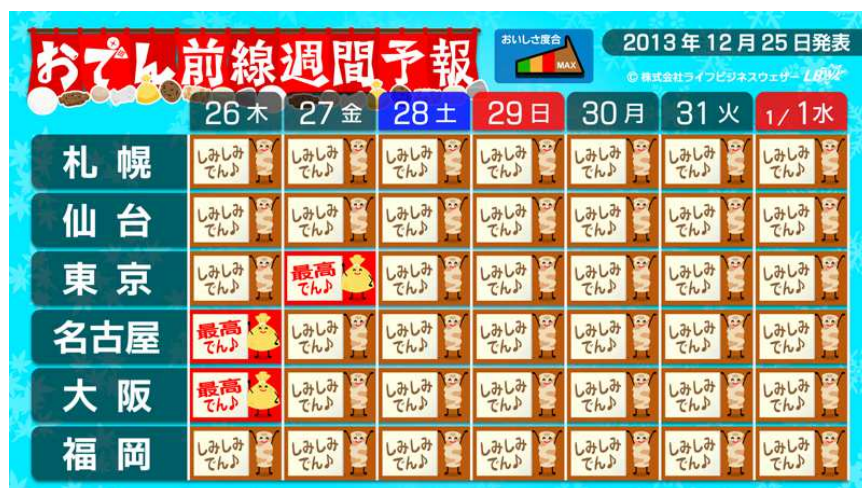 おでん前線週間予報
おいしさ度合
MAX
2013年12月25日発表
© 株式会社ライフビジネスウェザー LBW
26木 27金 28土 29日 30月 31火 1/1水
札幌 しみしみでん♪ しみしみでん♪ しみしみでん♪ しみしみでん♪ しみしみでん♪ しみしみでん♪ しみしみでん♪
仙台 しみしみでん♪ しみしみでん♪ しみしみでん♪ しみしみでん♪ しみしみでん♪ しみしみでん♪ しみしみでん♪
東京 しみしみでん♪ 最高でん♪ しみしみでん♪ しみしみでん♪ しみしみでん♪ しみしみでん♪ しみしみでん♪
名古屋 最高でん♪ しみしみでん♪ しみしみでん♪ しみしみでん♪ しみしみでん♪ しみしみでん♪ しみしみでん♪
大阪 最高でん♪ しみしみでん♪ しみしみでん♪ しみしみでん♪ しみしみでん♪ しみしみでん♪ しみしみでん♪
福岡 しみしみでん♪ しみしみでん♪ しみしみでん♪ しみしみでん♪ しみしみでん♪ しみしみでん♪ しみしみでん♪